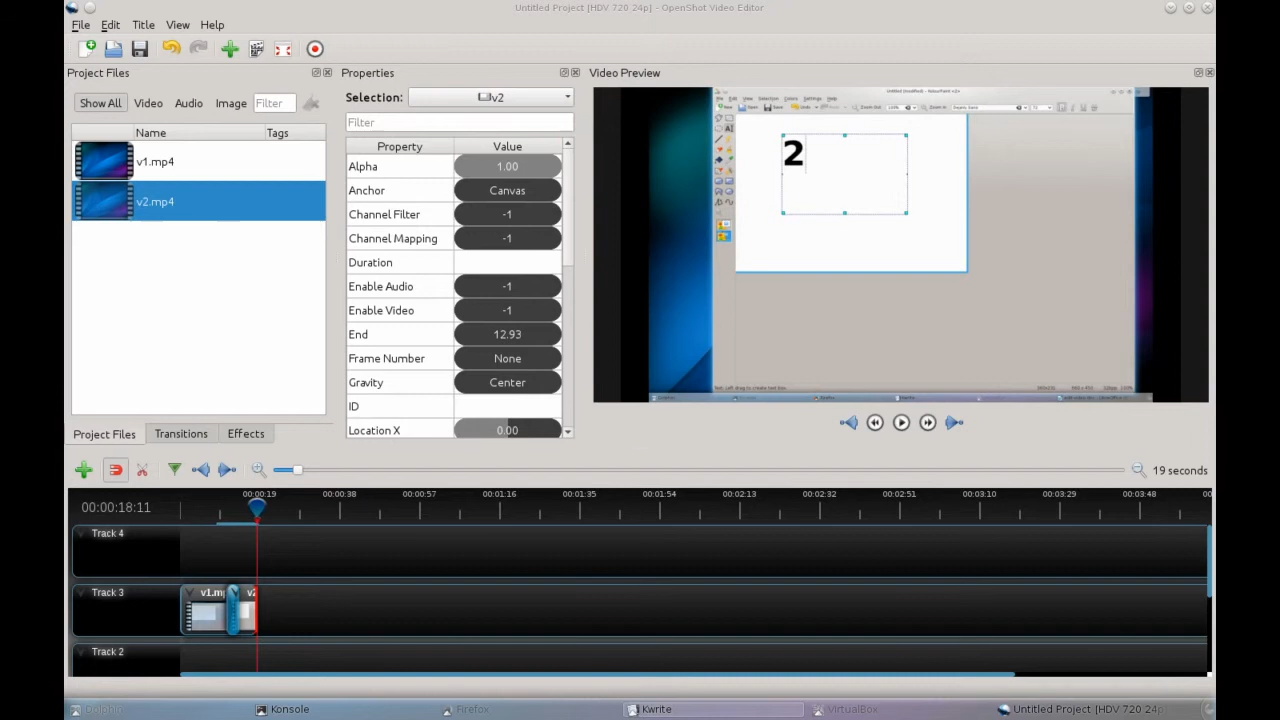 Untitled Project [HDV 720 24p] - OpenShot Video Editor
File Edit Title View Help
Project Files
Properties
Video Preview
Show All Video Audio Image Filter
Name Tags
v1.mp4
v2.mp4
Selection: v2
Filter
Property Value
Alpha 1.00
Anchor Canvas
Channel Filter -1
Channel Mapping -1
Duration
Enable Audio -1
Enable Video -1
End 12.93
Frame Number None
Gravity Center
ID
Location X 0.00
2
Project Files Transitions Effects
19 seconds
00:00:18:11
00:00:19 00:00:38 00:00:57 00:01:16 00:01:35 00:01:54 00:02:13 00:02:32 00:02:51 00:03:10 00:03:29 00:03:48
Track 4
Track 3
v1.m
v2
Track 2
Dolphin Konsole Firefox Kwrite VirtualBox Untitled Project [HDV 720 24p]